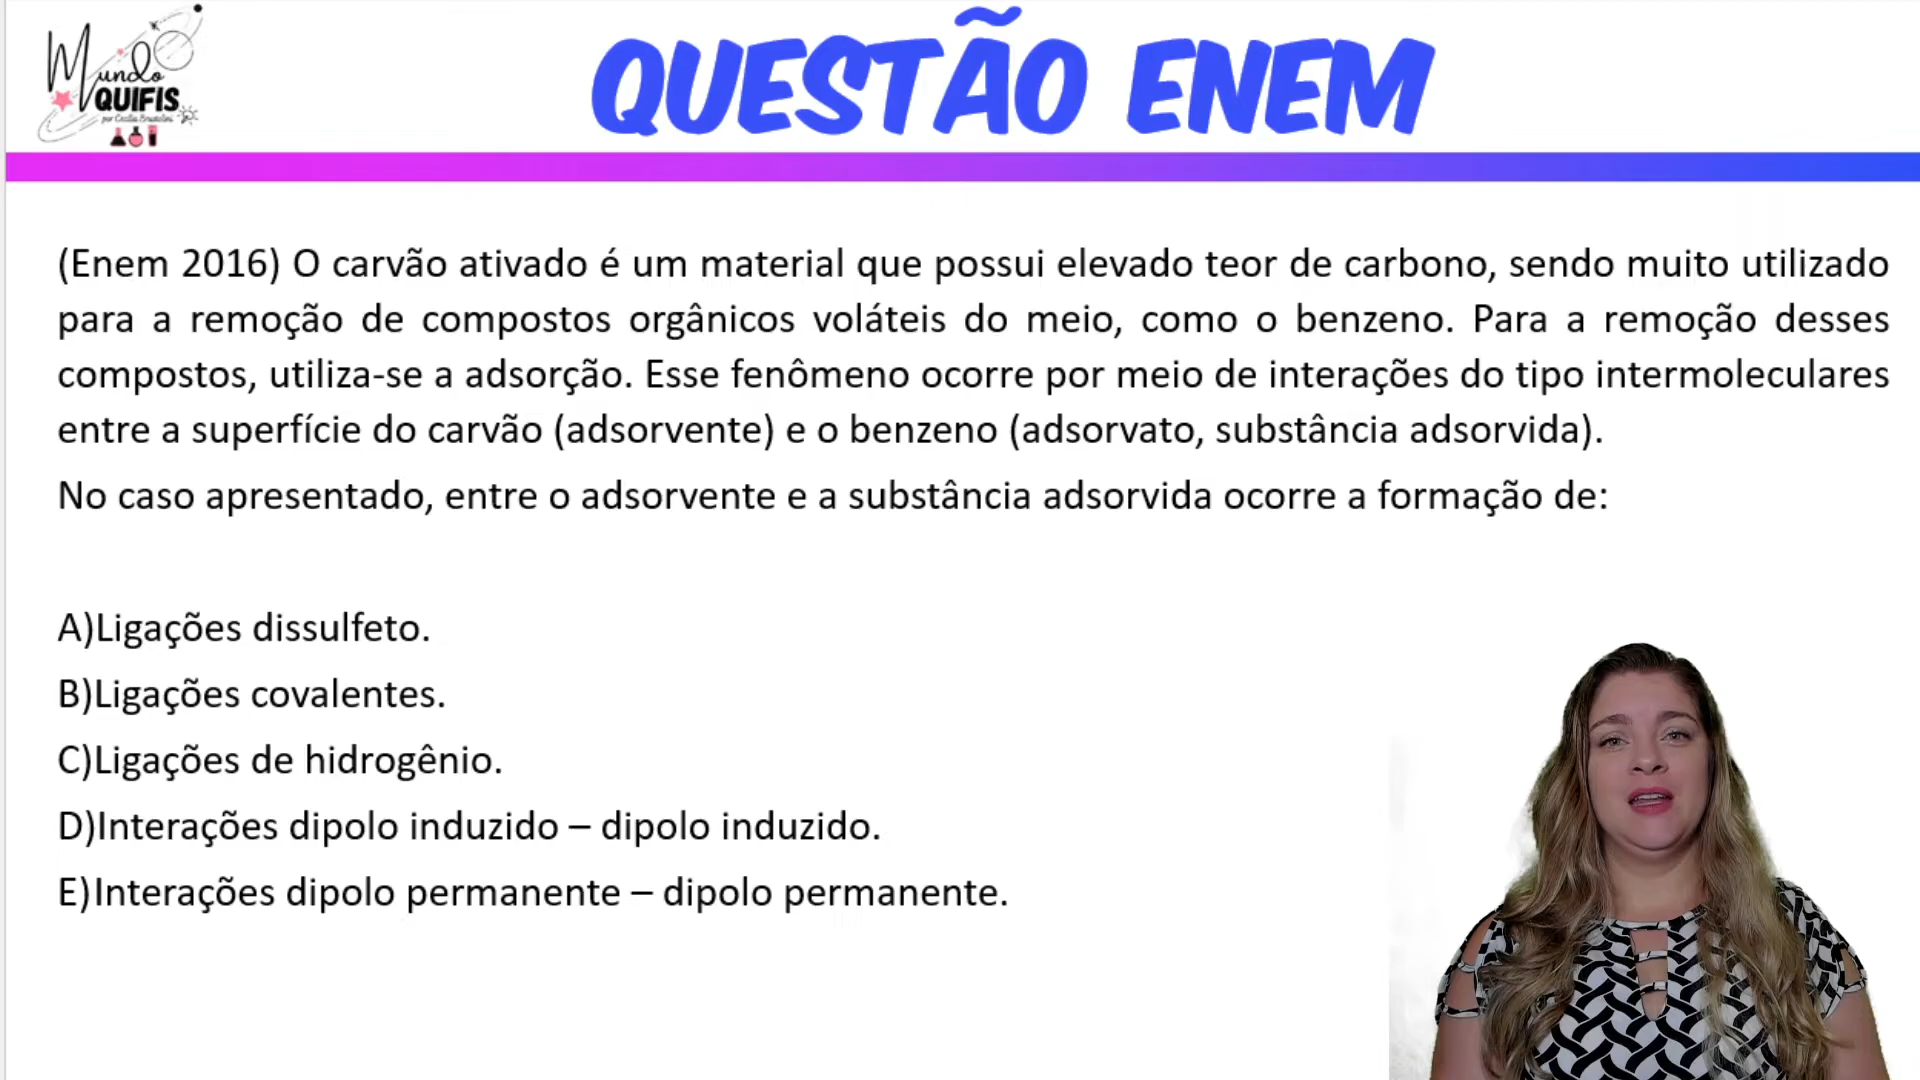 Mundo
QUIFIS
por Cecília Brustolini
QUESTÃO ENEM
(Enem 2016) O carvão ativado é um material que possui elevado teor de carbono, sendo muito utilizado
para a remoção de compostos orgânicos voláteis do meio, como o benzeno. Para a remoção desses
compostos, utiliza-se a adsorção. Esse fenômeno ocorre por meio de interações do tipo intermoleculares
entre a superfície do carvão (adsorvente) e o benzeno (adsorvato, substância adsorvida).
No caso apresentado, entre o adsorvente e a substância adsorvida ocorre a formação de:
A)Ligações dissulfeto.
B)Ligações covalentes.
C)Ligações de hidrogênio.
D)Interações dipolo induzido – dipolo induzido.
E)Interações dipolo permanente – dipolo permanente.